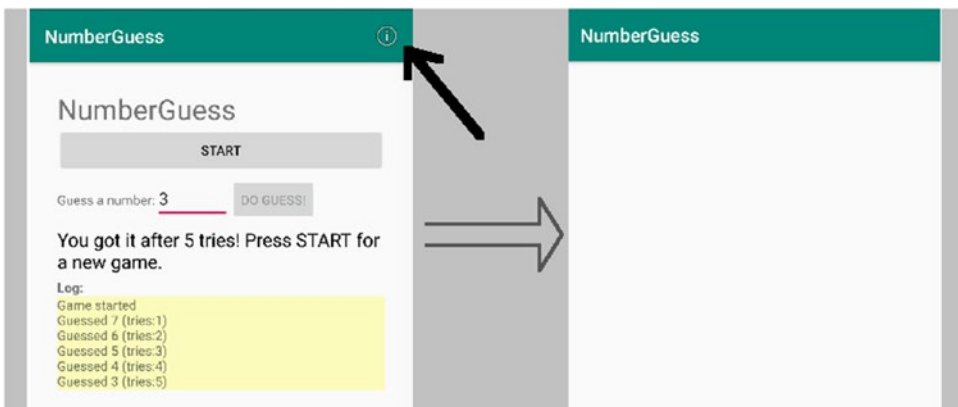 NumberGuess
NumberGuess
START
Guess a number: 3 DO GUESS!
You got it after 5 tries! Press START for
a new game.
Log:
Game started
Guessed 7 (tries:1)
Guessed 6 (tries:2)
Guessed 5 (tries:3)
Guessed 4 (tries:4)
Guessed 3 (tries:5)
NumberGuess